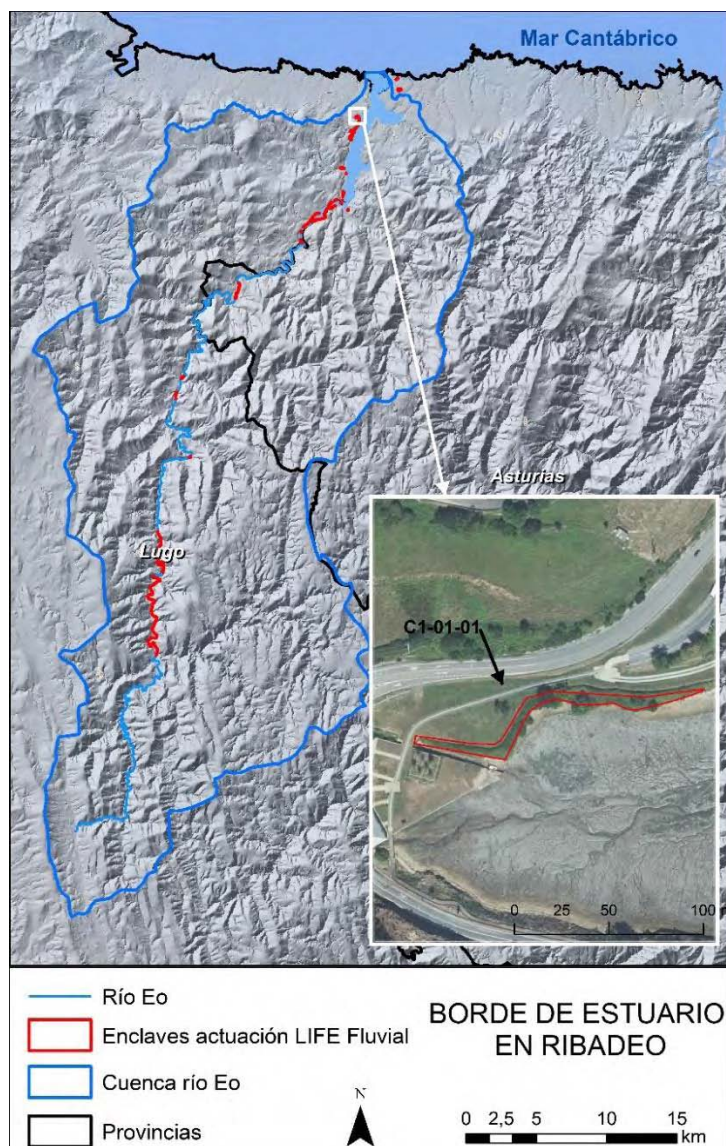 Mar Cantábrico
Asturias
Lugo
C1-01-01
0 25 50 100
Río Eo
Enclaves actuación LIFE Fluvial
Cuenca río Eo
Provincias
BORDE DE ESTUARIO
EN RIBADEO
N
0 2,5 5 10 15
km